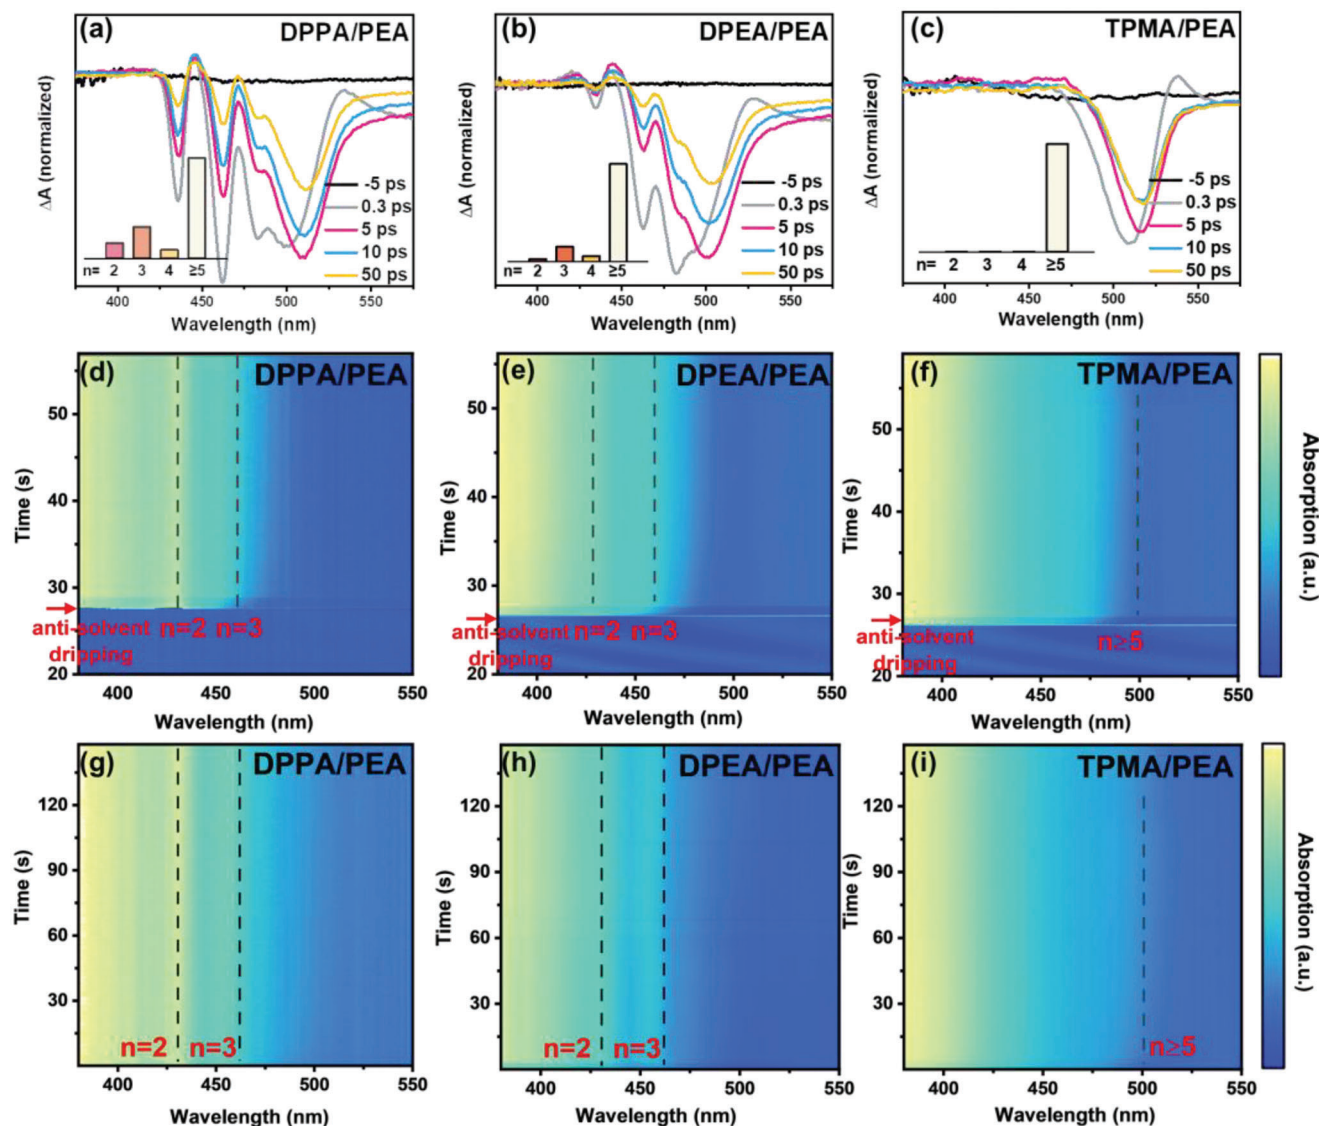 (a) DPPA/PEA
ΔA (normalized)
-5 ps
0.3 ps
5 ps
10 ps
50 ps
n= 2 3 4 ≥5
400 450 500 550
Wavelength (nm)
(b) DPEA/PEA
ΔA (normalized)
-5 ps
0.3 ps
5 ps
10 ps
50 ps
n= 2 3 4 ≥5
400 450 500 550
Wavelength (nm)
(c) TPMA/PEA
ΔA (normalized)
-5 ps
0.3 ps
5 ps
10 ps
50 ps
n= 2 3 4 ≥5
400 450 500 550
Wavelength (nm)
(d) DPPA/PEA
Time (s)
50
40
30
20
anti-solvent n=2 n=3
dripping
400 450 500 550
Wavelength (nm)
(e) DPEA/PEA
Time (s)
50
40
30
20
anti-solvent n=2 n=3
dripping
400 450 500 550
Wavelength (nm)
(f) TPMA/PEA
Time (s)
50
40
30
20
anti-solvent n≥5
dripping
400 450 500 550
Wavelength (nm)
Absorption (a.u.)
(g) DPPA/PEA
Time (s)
120
90
60
30
n=2 n=3
400 450 500 550
Wavelength (nm)
(h) DPEA/PEA
Time (s)
120
90
60
30
n=2 n=3
400 450 500 550
Wavelength (nm)
(i) TPMA/PEA
Time (s)
120
90
60
30
n≥5
400 450 500 550
Wavelength (nm)
Absorption (a.u.)